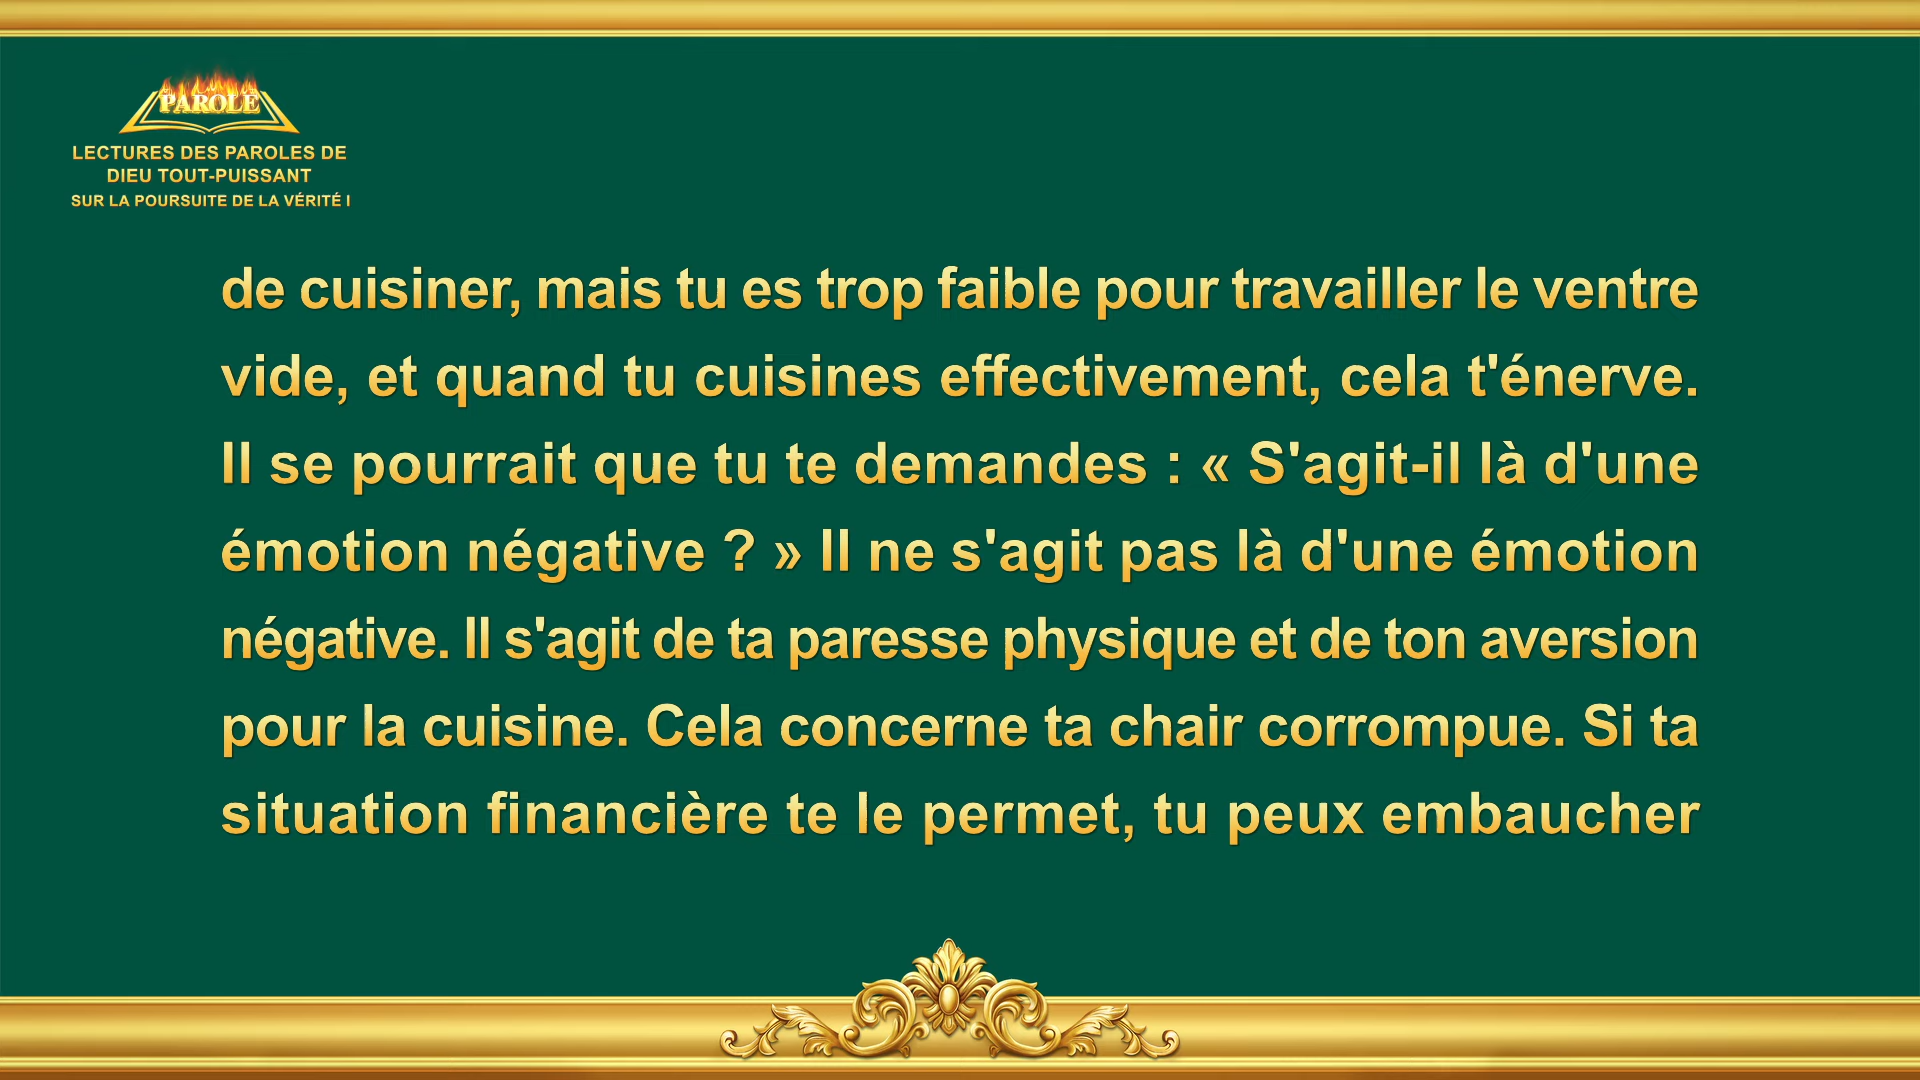 PAROLE
LECTURES DES PAROLES DE
DIEU TOUT-PUISSANT
SUR LA POURSUITE DE LA VÉRITÉ I
de cuisiner, mais tu es trop faible pour travailler le ventre
vide, et quand tu cuisines effectivement, cela t'énerve.
Il se pourrait que tu te demandes : « S'agit-il là d'une
émotion négative ? » Il ne s'agit pas là d'une émotion
négative. Il s'agit de ta paresse physique et de ton aversion
pour la cuisine. Cela concerne ta chair corrompue. Si ta
situation financière te le permet, tu peux embaucher